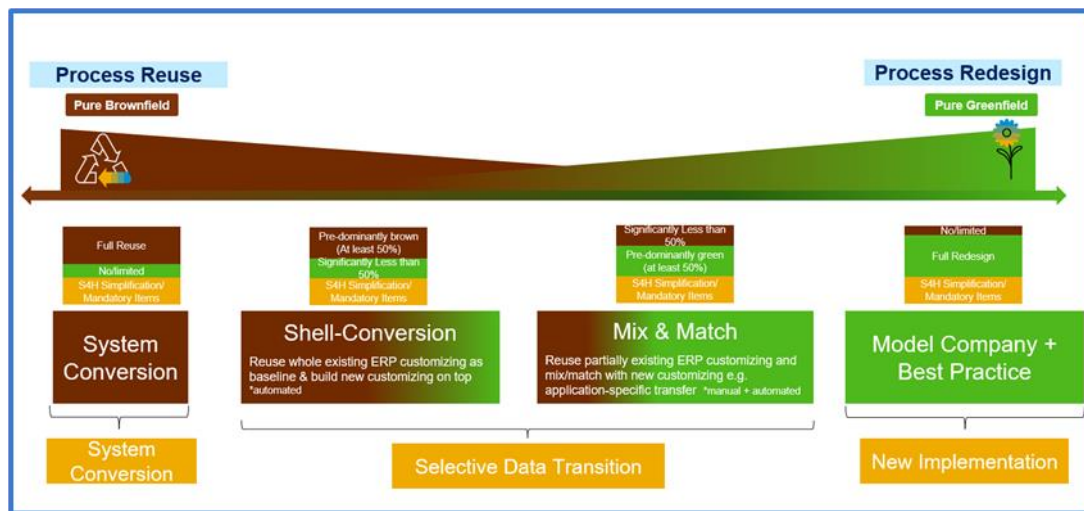 Process Reuse
Process Redesign
Pure Brownfield
Pure Greenfield
Full Reuse
No/limited
S4H Simplification/
Mandatory Items
Pre-dominantly brown
(At least 50%)
Significantly Less than
50%
S4H Simplification/
Mandatory Items
Significantly Less than
50%
Pre-dominantly green
(at least 50%)
S4H Simplification/
Mandatory Items
No/limited
Full Redesign
S4H Simplification/
Mandatory Items
System
Conversion
Shell-Conversion
Reuse whole existing ERP customizing as
baseline & build new customizing on top
*automated
Mix & Match
Reuse partially existing ERP customizing and
mix/match with new customizing e.g.
application-specific transfer *manual + automated
Model Company +
Best Practice
System
Conversion
Selective Data Transition
New Implementation